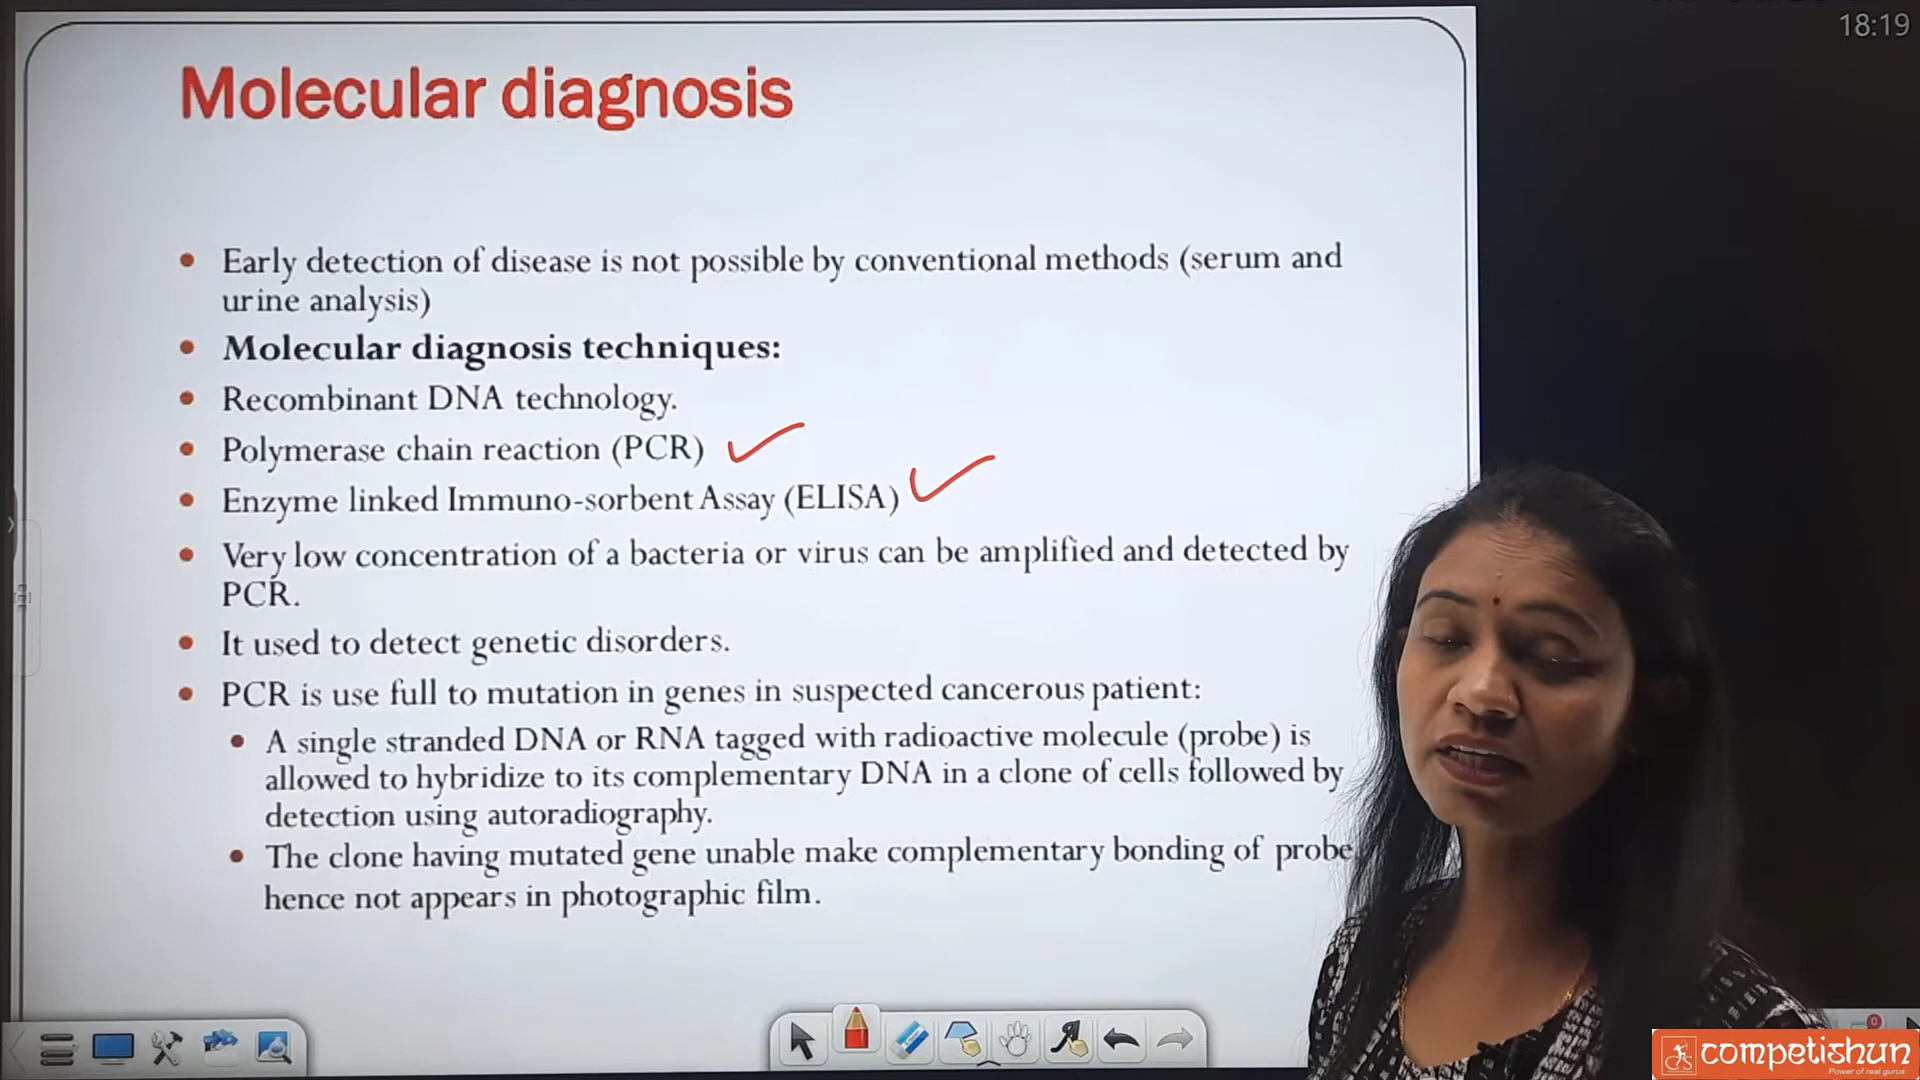 18:19
Molecular diagnosis
Early detection of disease is not possible by conventional methods (serum and
urine analysis)
Molecular diagnosis techniques:
Recombinant DNA technology.
Polymerase chain reaction (PCR)
Enzyme linked Immuno-sorbent Assay (ELISA)
Very low concentration of a bacteria or virus can be amplified and detected by
PCR.
It used to detect genetic disorders.
PCR is use full to mutation in genes in suspected cancerous patient:
A single stranded DNA or RNA tagged with radioactive molecule (probe) is
allowed to hybridize to its complementary DNA in a clone of cells followed by
detection using autoradiography.
The clone having mutated gene unable make complementary bonding of probe
hence not appears in photographic film.
0
competishun
Power of real gurus